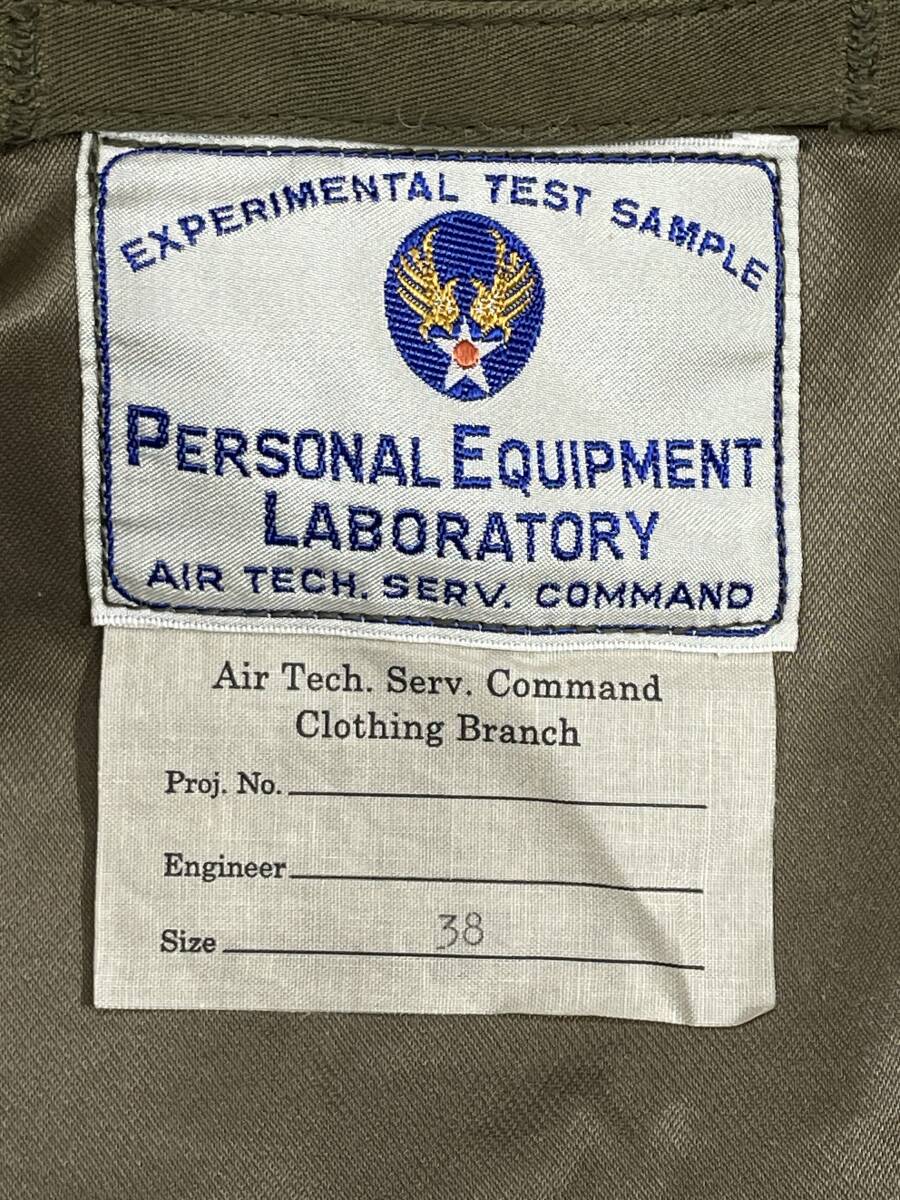 EXPERIMENTAL TEST SAMPLE
PERSONAL EQUIPMENT
LABORATORY
AIR TECH. SERV. COMMAND
Air Tech. Serv. Command
Clothing Branch
Proj. No.
Engineer
Size 38